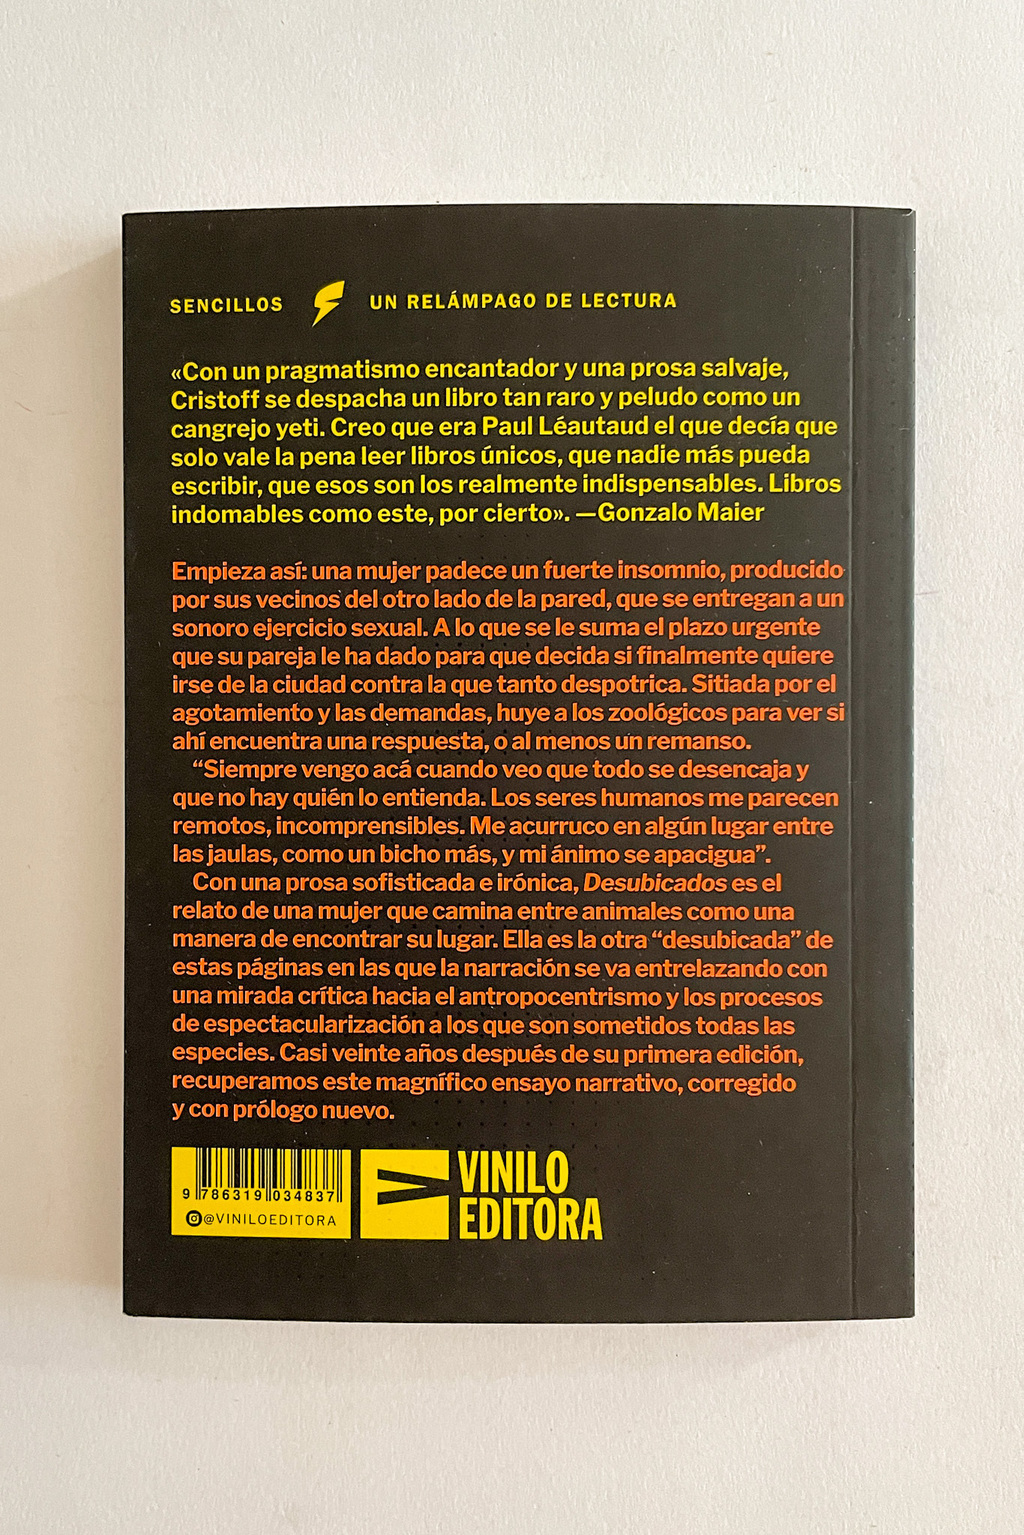 SENCILLOS UN RELÁMPAGO DE LECTURA
«Con un pragmatismo encantador y una prosa salvaje,
Cristoff se despacha un libro tan raro y peludo como un
cangrejo yeti. Creo que era Paul Léautaud el que decía que
solo vale la pena leer libros únicos, que nadie más pueda
escribir, que esos son los realmente indispensables. Libros
indomables como este, por cierto». —Gonzalo Maier
Empieza así: una mujer padece un fuerte insomnio, producido
por sus vecinos del otro lado de la pared, que se entregan a un
sonoro ejercicio sexual. A lo que se le suma el plazo urgente
que su pareja le ha dado para que decida si finalmente quiere
irse de la ciudad contra la que tanto despotrica. Sitiada por el
agotamiento y las demandas, huye a los zoológicos para ver si
ahí encuentra una respuesta, o al menos un remanso.
“Siempre vengo acá cuando veo que todo se desencaja y
que no hay quién lo entienda. Los seres humanos me parecen
remotos, incomprensibles. Me acurruco en algún lugar entre
las jaulas, como un bicho más, y mi ánimo se apacigua”.
Con una prosa sofisticada e irónica, Desubicados es el
relato de una mujer que camina entre animales como una
manera de encontrar su lugar. Ella es la otra “desubicada” de
estas páginas en las que la narración se va entrelazando con
una mirada crítica hacia el antropocentrismo y los procesos
de espectacularización a los que son sometidos todas las
especies. Casi veinte años después de su primera edición,
recuperamos este magnífico ensayo narrativo, corregido
y con prólogo nuevo.
9 786319 034837
@VINILOEDITORA
VINILO
EDITORA